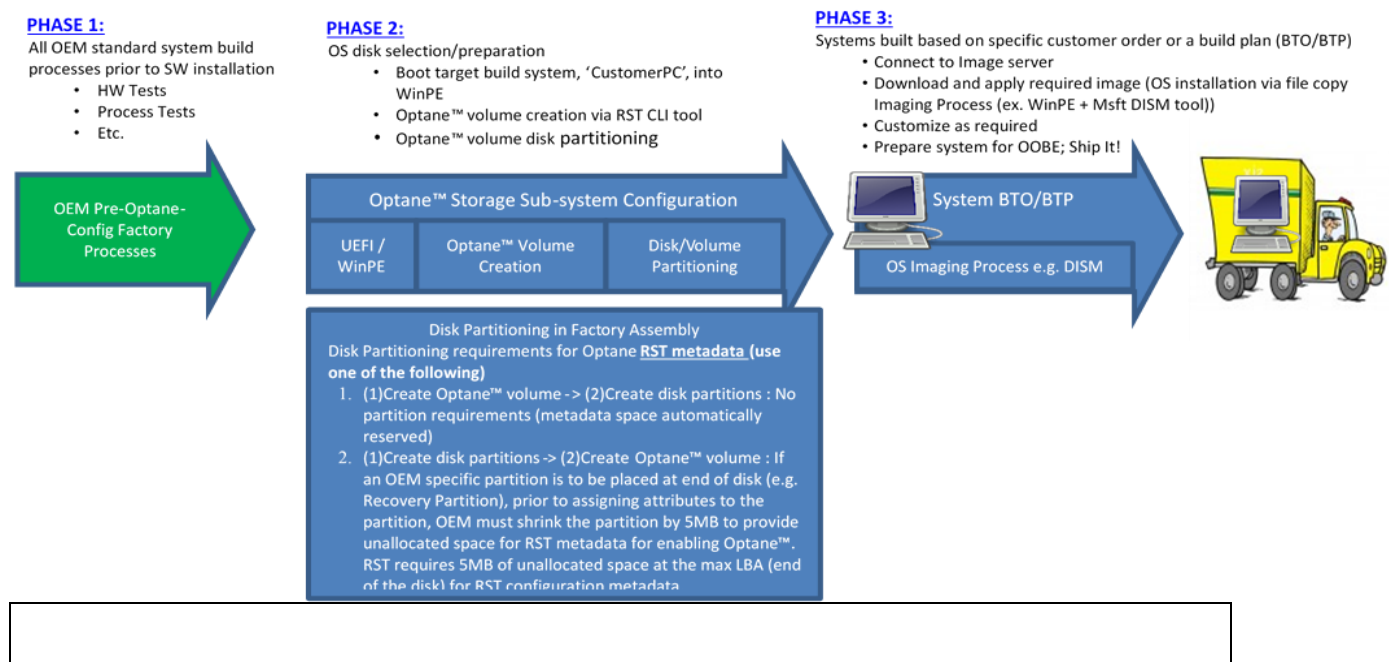 PHASE 1:
All OEM standard system build
processes prior to SW installation
• HW Tests
• Process Tests
• Etc.
OEM Pre-Optane-
Config Factory
Processes
PHASE 2:
OS disk selection/preparation
• Boot target build system, ‘CustomerPC’, into
WinPE
• Optane™ volume creation via RST CLI tool
• Optane™ volume disk partitioning
Optane™ Storage Sub-system Configuration
UEFI /
WinPE
Optane™ Volume
Creation
Disk/Volume
Partitioning
Disk Partitioning in Factory Assembly
Disk Partitioning requirements for Optane RST metadata (use
one of the following)
1. (1)Create Optane™ volume -> (2)Create disk partitions : No
partition requirements (metadata space automatically
reserved)
2. (1)Create disk partitions -> (2)Create Optane™ volume : If
an OEM specific partition is to be placed at end of disk (e.g.
Recovery Partition), prior to assigning attributes to the
partition, OEM must shrink the partition by 5MB to provide
unallocated space for RST metadata for enabling Optane™.
RST requires 5MB of unallocated space at the max LBA (end
of the disk) for RST configuration metadata
PHASE 3:
Systems built based on specific customer order or a build plan (BTO/BTP)
• Connect to Image server
• Download and apply required image (OS installation via file copy
Imaging Process (ex. WinPE + Msft DISM tool))
• Customize as required
• Prepare system for OOBE; Ship It!
System BTO/BTP
OS Imaging Process e.g. DISM